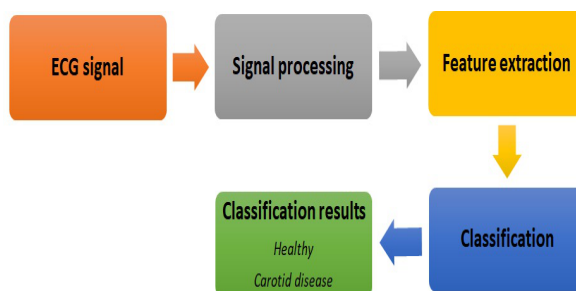 ECG signal
Signal processing
Feature extraction
Classification
Classification results
Healthy
Carotid disease